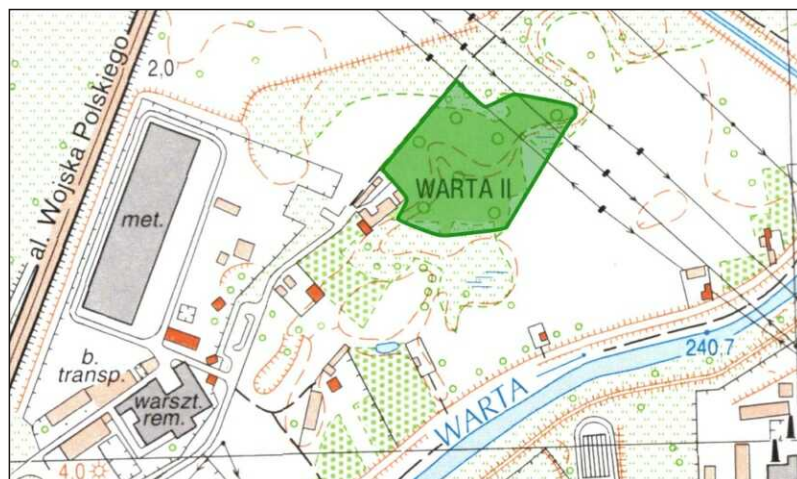 al. Wojska Polskiego
2,0
met.
WARTA II
b.
transp.
warszt.
rem.
WARTA
240.7
4.0